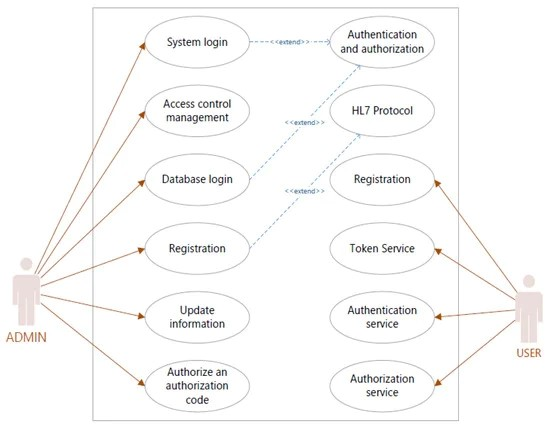 System login
<<extend>>
Authentication
and authorization
Access control
management
HL7 Protocol
<<extend>>
Database login
Registration
<<extend>>
Registration
Token Service
ADMIN
USER
Update
information
Authentication
service
Authorize an
authorization
code
Authorization
service